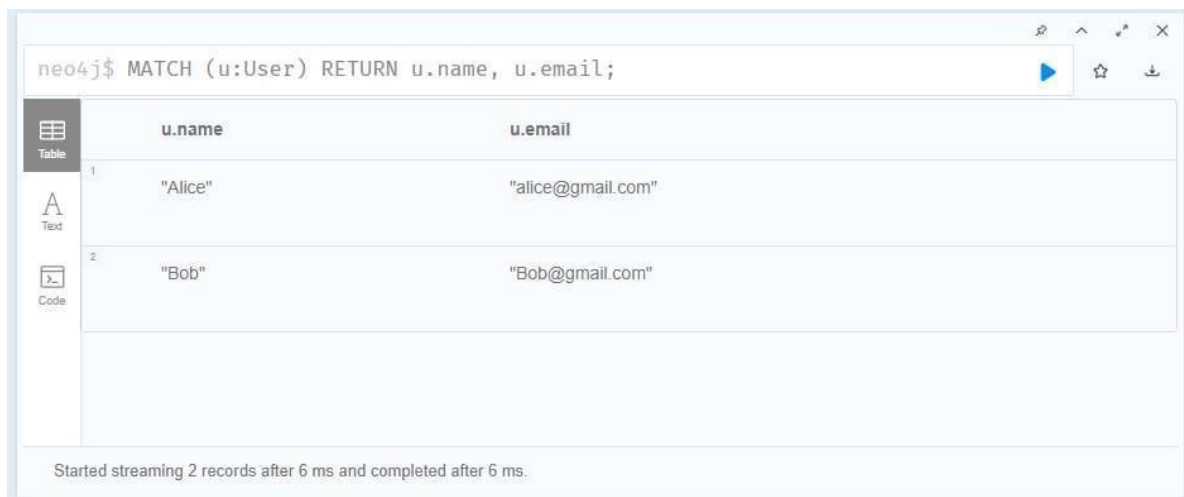 neo4j$ MATCH (u:User) RETURN u.name, u.email;
Table
u.name u.email
1
"Alice" "alice@gmail.com"
Text
2
"Bob" "Bob@gmail.com"
Code
Started streaming 2 records after 6 ms and completed after 6 ms.